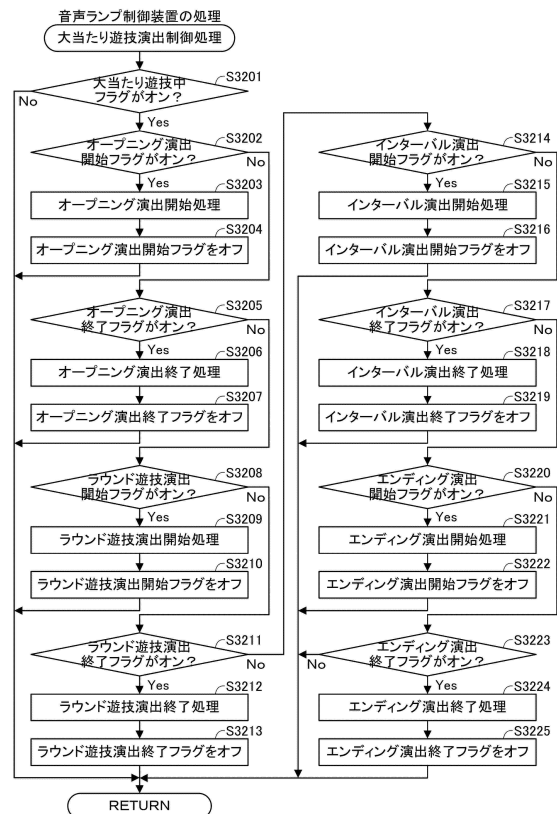 音声ランプ制御装置の処理
大当たり遊技演出制御処理
S3201
大当たり遊技中
フラグがオン？
No
Yes
S3202
オープニング演出
開始フラグがオン？
No
Yes
S3203
オープニング演出開始処理
S3204
オープニング演出開始フラグをオフ
S3205
オープニング演出
終了フラグがオン？
No
Yes
S3206
オープニング演出終了処理
S3207
オープニング演出終了フラグをオフ
S3208
ラウンド遊技演出
開始フラグがオン？
No
Yes
S3209
ラウンド遊技演出開始処理
S3210
ラウンド遊技演出開始フラグをオフ
S3211
ラウンド遊技演出
終了フラグがオン？
No
Yes
S3212
ラウンド遊技演出終了処理
S3213
ラウンド遊技演出終了フラグをオフ
RETURN
S3214
インターバル演出
開始フラグがオン？
No
Yes
S3215
インターバル演出開始処理
S3216
インターバル演出開始フラグをオフ
S3217
インターバル演出
終了フラグがオン？
No
Yes
S3218
インターバル演出終了処理
S3219
インターバル演出終了フラグをオフ
S3220
エンディング演出
開始フラグがオン？
No
Yes
S3221
エンディング演出開始処理
S3222
エンディング演出開始フラグをオフ
S3223
エンディング演出
終了フラグがオン？
No
Yes
S3224
エンディング演出終了処理
S3225
エンディング演出終了フラグをオフ